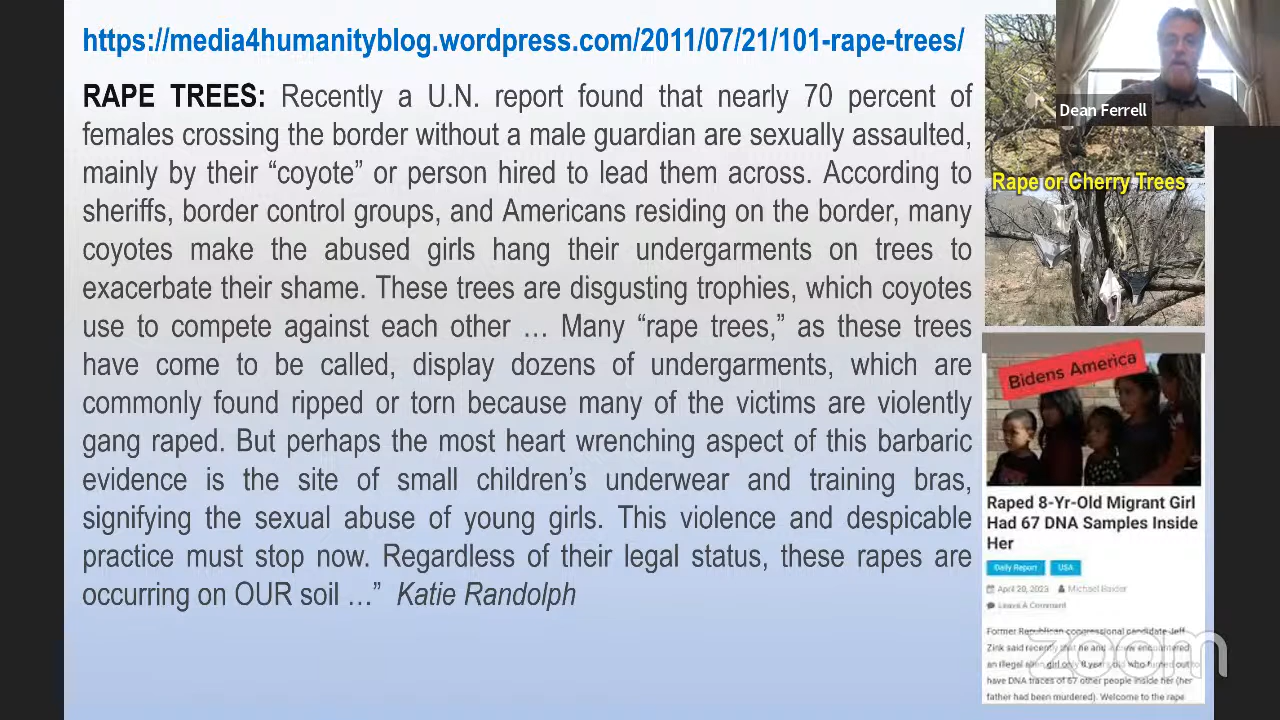 https://media4humanityblog.wordpress.com/2011/07/21/101-rape-trees/
RAPE TREES: Recently a U.N. report found that nearly 70 percent of
females crossing the border without a male guardian are sexually assaulted,
mainly by their “coyote” or person hired to lead them across. According to
sheriffs, border control groups, and Americans residing on the border, many
coyotes make the abused girls hang their undergarments on trees to
exacerbate their shame. These trees are disgusting trophies, which coyotes
use to compete against each other … Many “rape trees,” as these trees
have come to be called, display dozens of undergarments, which are
commonly found ripped or torn because many of the victims are violently
gang raped. But perhaps the most heart wrenching aspect of this barbaric
evidence is the site of small children’s underwear and training bras,
signifying the sexual abuse of young girls. This violence and despicable
practice must stop now. Regardless of their legal status, these rapes are
occurring on OUR soil …” Katie Randolph
Dean Ferrell
Rape or Cherry Trees
Bidens America
Raped 8-Yr-Old Migrant Girl
Had 67 DNA Samples Inside
Her
Daily Report USA
April 20, 2023 Michael
Leave A Comment
Former Republican congressional candidate Jeff
Zink said recently that he and a crew encountered
an illegal alien girl only 8 years old who turned out to
have DNA traces of 67 other people inside her (her
father had been murdered). Welcome to the rape
zoom